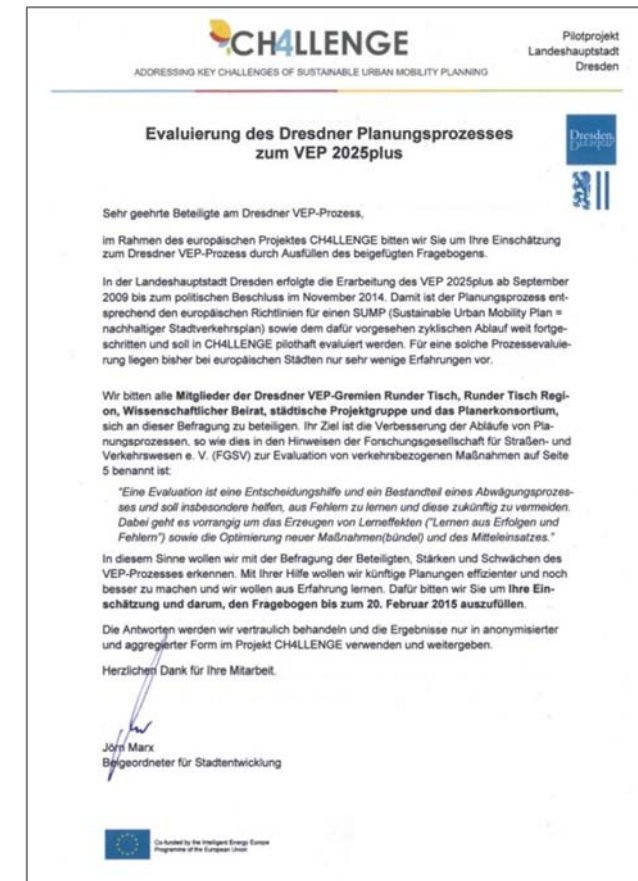 CH4LLENGE
ADDRESSING KEY CHALLENGES OF SUSTAINABLE URBAN MOBILITY PLANNING
Pilotprojekt
Landeshauptstadt
Dresden
Evaluierung des Dresdner Planungsprozesses
zum VEP 2025plus
Dresden.
Sehr geehrte Beteiligte am Dresdner VEP-Prozess,
im Rahmen des europäischen Projektes CH4LLENGE bitten wir Sie um Ihre Einschätzung
zum Dresdner VEP-Prozess durch Ausfüllen des beigefügten Fragebogens.
In der Landeshauptstadt Dresden erfolgte die Erarbeitung des VEP 2025plus ab September
2009 bis zum politischen Beschluss im November 2014. Damit ist der Planungsprozess ent-
sprechend den europäischen Richtlinien für einen SUMP (Sustainable Urban Mobility Plan =
nachhaltiger Stadtverkehrsplan) sowie dem dafür vorgesehen zyklischen Ablauf weit fortge-
schritten und soll in CH4LLENGE pilothaft evaluiert werden. Für eine solche Prozessevaluie-
rung liegen bisher bei europäischen Städten nur sehr wenige Erfahrungen vor.
Wir bitten alle Mitglieder der Dresdner VEP-Gremien Runder Tisch, Runder Tisch Regi-
on, Wissenschaftlicher Beirat, städtische Projektgruppe und das Planerkonsortium,
sich an dieser Befragung zu beteiligen. Ihr Ziel ist die Verbesserung der Abläufe von Pla-
nungsprozessen, so wie dies in den Hinweisen der Forschungsgesellschaft für Straßen- und
Verkehrswesen e. V. (FGSV) zur Evaluation von verkehrsbezogenen Maßnahmen auf Seite
5 benannt ist:
"Eine Evaluation ist eine Entscheidungshilfe und ein Bestandteil eines Abwägungsprozes-
ses und soll insbesondere helfen, aus Fehlern zu lernen und diese zukünftig zu vermeiden.
Dabei geht es vorrangig um das Erzeugen von Lerneffekten ("Lernen aus Erfolgen und
Fehlern") sowie die Optimierung neuer Maßnahmen(bündel) und des Mitteleinsatzes."
In diesem Sinne wollen wir mit der Befragung der Beteiligten, Stärken und Schwächen des
VEP-Prozesses erkennen. Mit Ihrer Hilfe wollen wir künftige Planungen effizienter und noch
besser zu machen und wir wollen aus Erfahrung lernen. Dafür bitten wir Sie um Ihre Ein-
schätzung und darum, den Fragebogen bis zum 20. Februar 2015 auszufüllen.
Die Antworten werden wir vertraulich behandeln und die Ergebnisse nur in anonymisierter
und aggregierter Form im Projekt CH4LLENGE verwenden und weitergeben.
Herzlichen Dank für Ihre Mitarbeit.
Jörn Marx
Beigeordneter für Stadtentwicklung
Co-funded by the Intelligent Energy Europe
Programme of the European Union